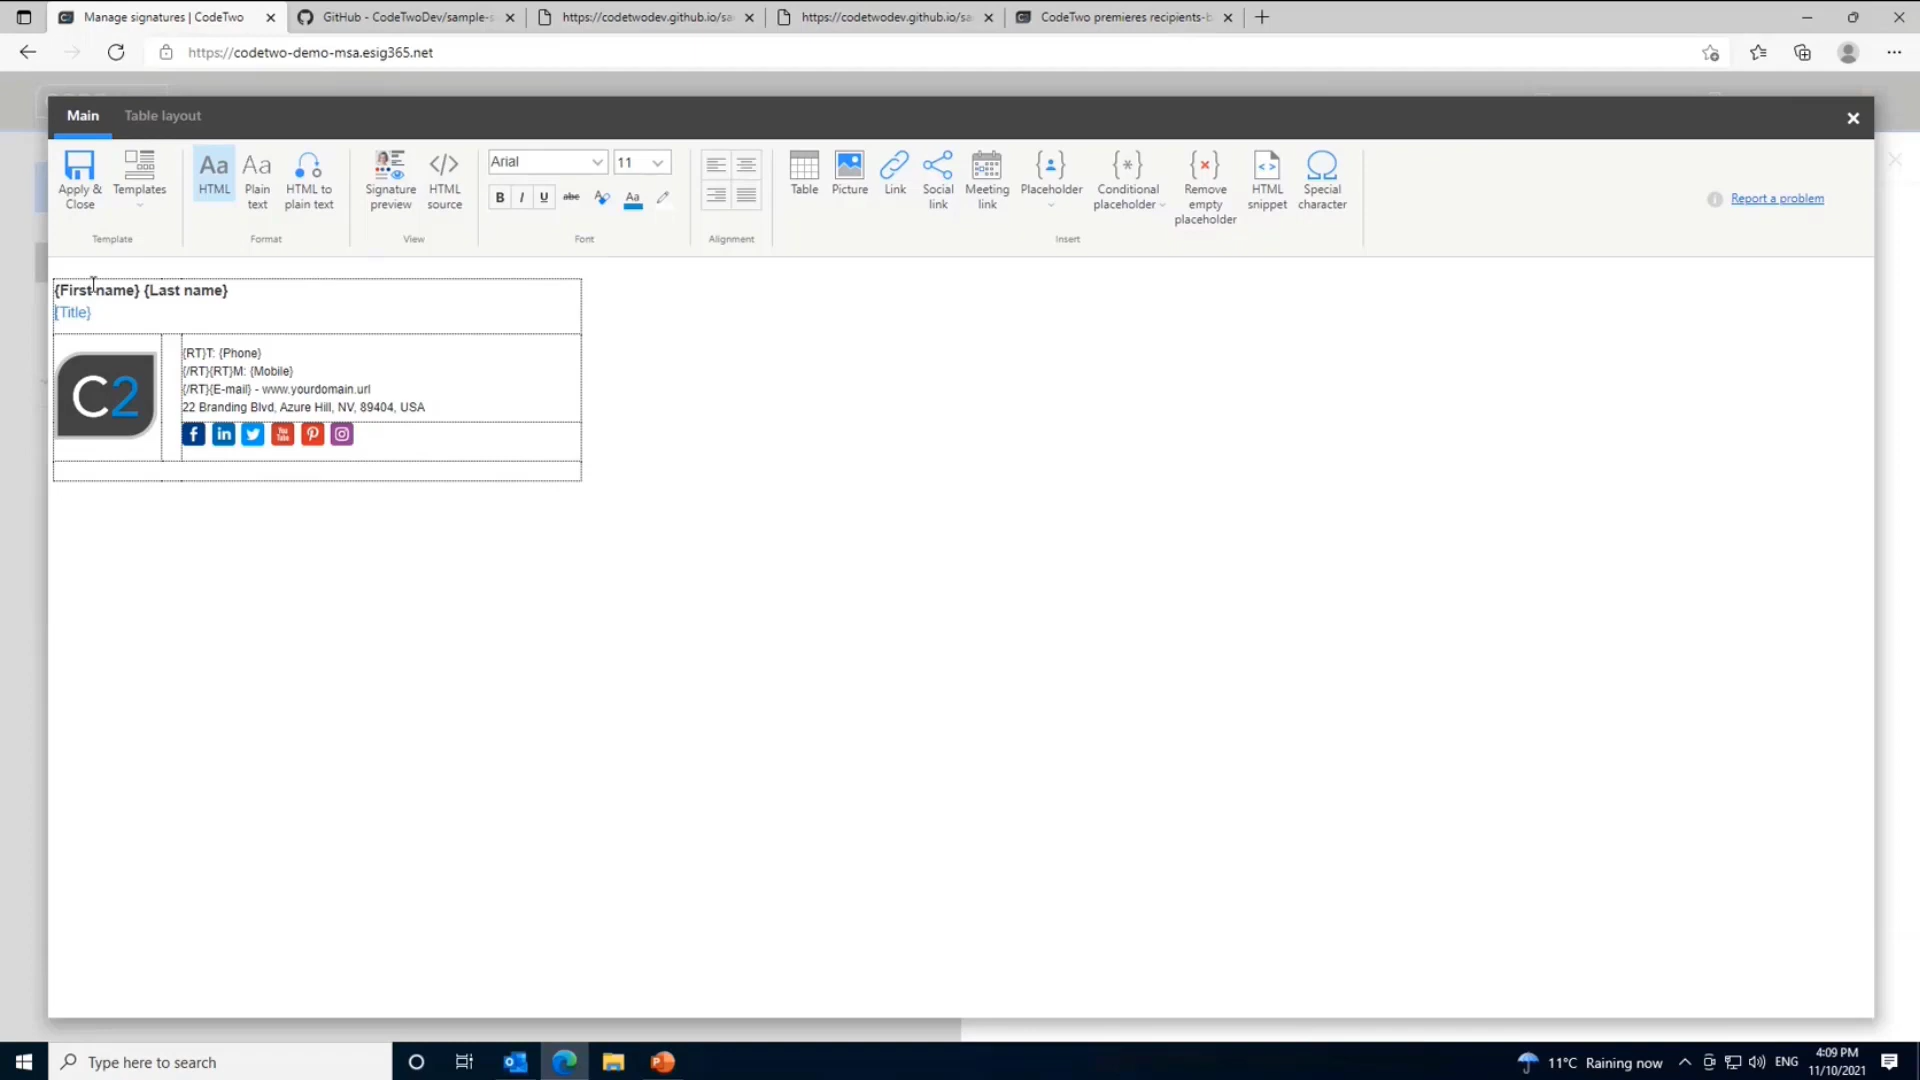 Manage signatures | CodeTwo
GitHub - CodeTwoDev/sample-s
https://codetwodev.github.io/sa
https://codetwodev.github.io/sa
CodeTwo premieres recipients-b
https://codetwo-demo-msa.esig365.net
Main
Table layout
Apply & Close
Templates
Template
Aa HTML
Aa Plain text
HTML to plain text
Format
Signature preview
HTML source
View
Arial
11
B I U abc Aa
Font
Alignment
Table
Picture
Link
Social link
Meeting link
Placeholder
Conditional placeholder
Remove empty placeholder
HTML snippet
Special character
Insert
Report a problem
{First name} {Last name}
{Title}
C2
{RT}T: {Phone}
{/RT}{RT}M: {Mobile}
{/RT}{E-mail} - www.yourdomain.url
22 Branding Blvd, Azure Hill, NV, 89404, USA
f in You Tube
Type here to search
11°C Raining now
ENG
4:09 PM
11/10/2021